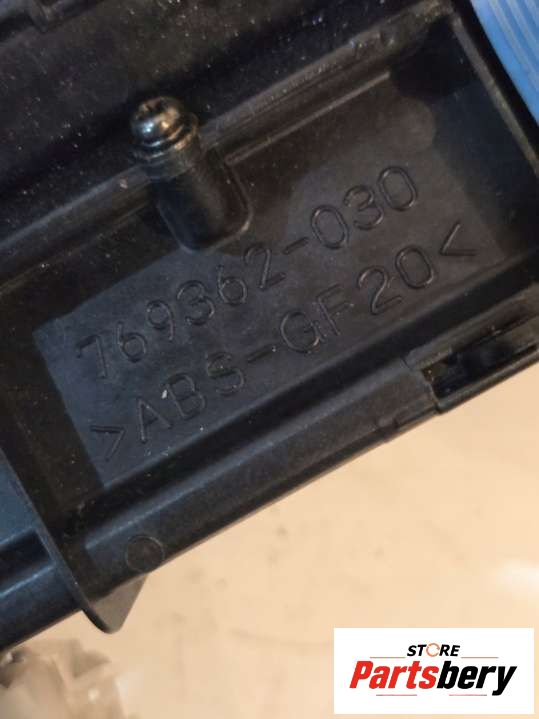 769362-030
>ABS-GF20<
STORE
Partsbery